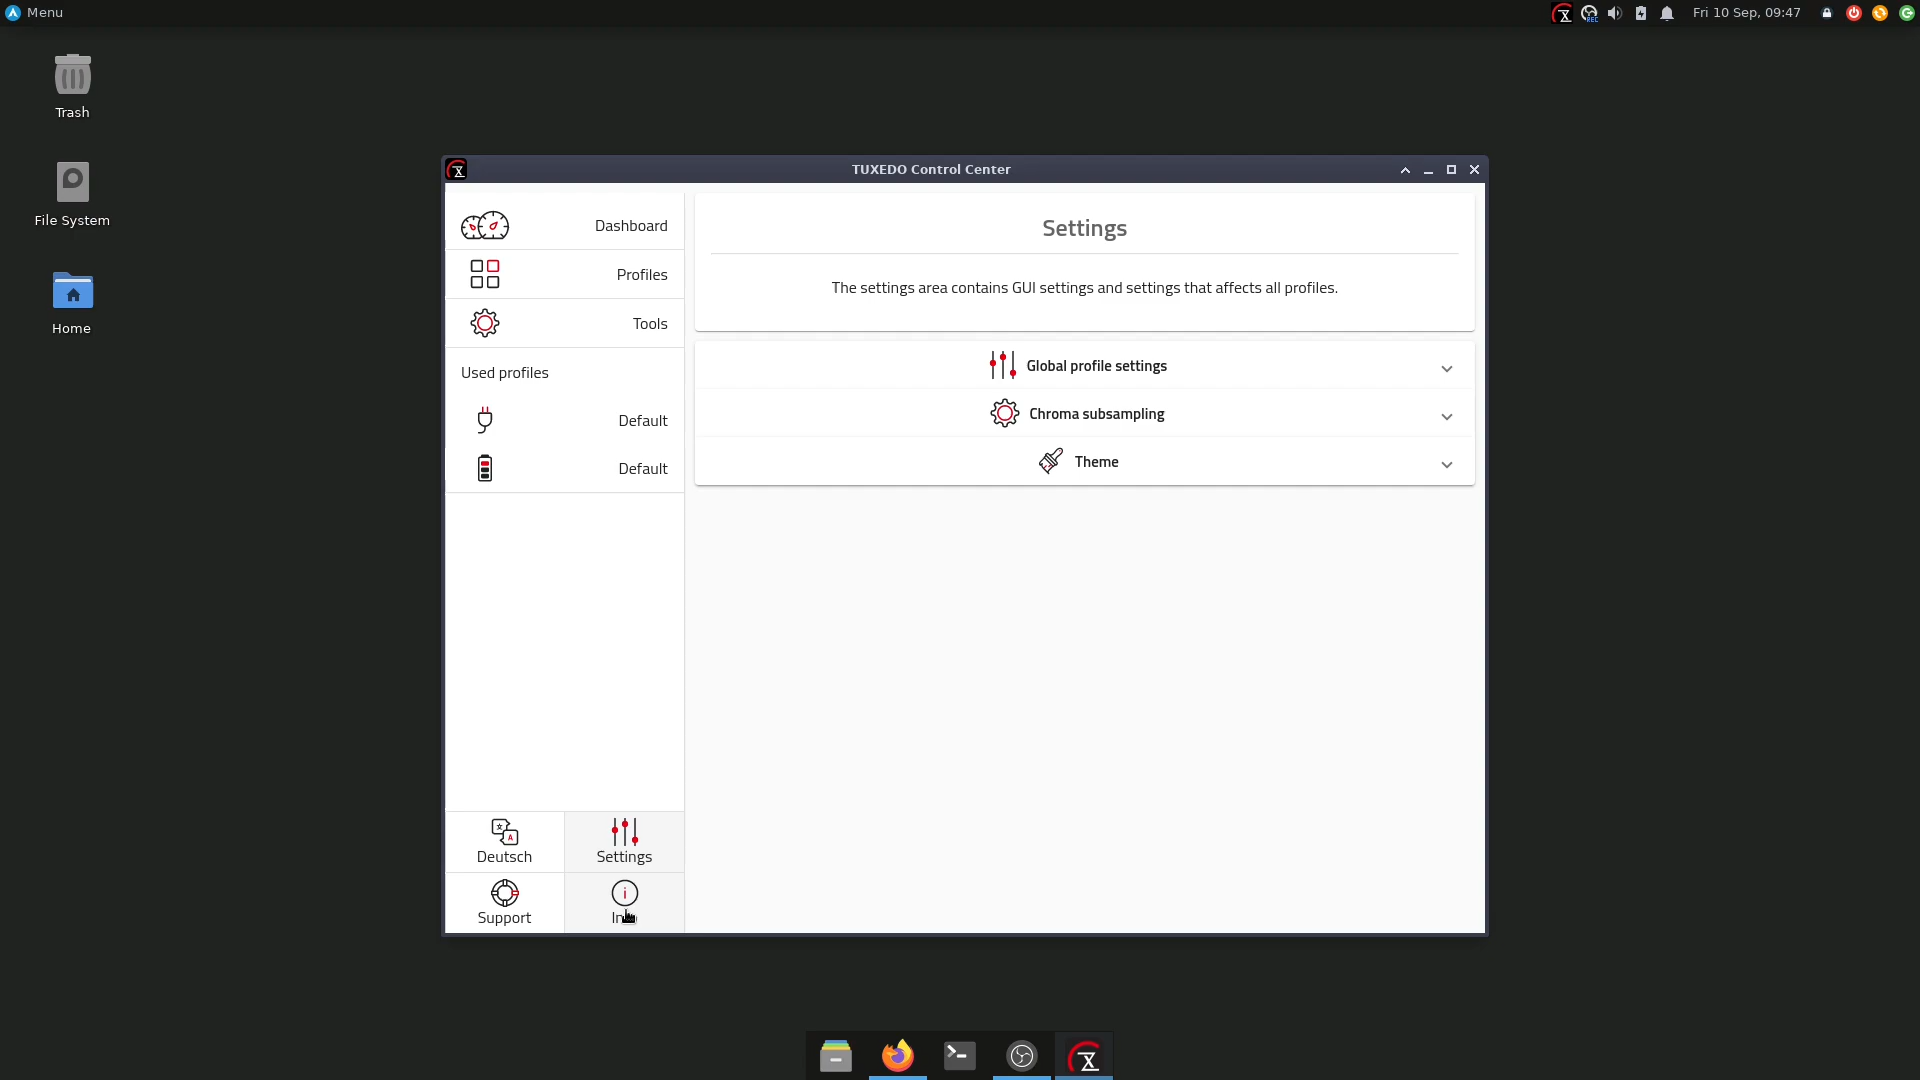 Menu
REC
Fri 10 Sep, 09:47
Trash
File System
Home
TUXEDO Control Center
Dashboard
Profiles
Tools
Used profiles
Default
Default
Deutsch
Settings
Support
Settings
The settings area contains GUI settings and settings that affects all profiles.
Global profile settings
Chroma subsampling
Theme